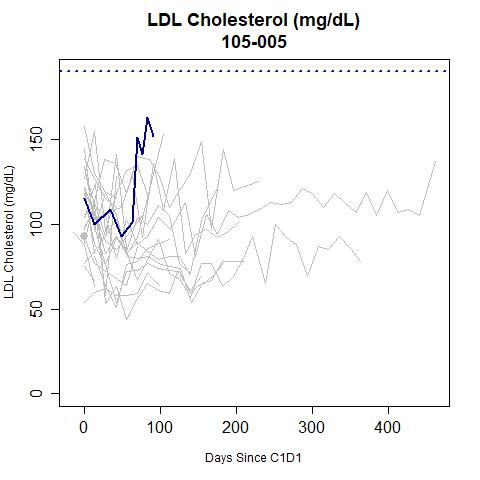 LDL Cholesterol (mg/dL)
105-005
LDL Cholesterol (mg/dL)
150
100
50
0
0 100 200 300 400
Days Since C1D1